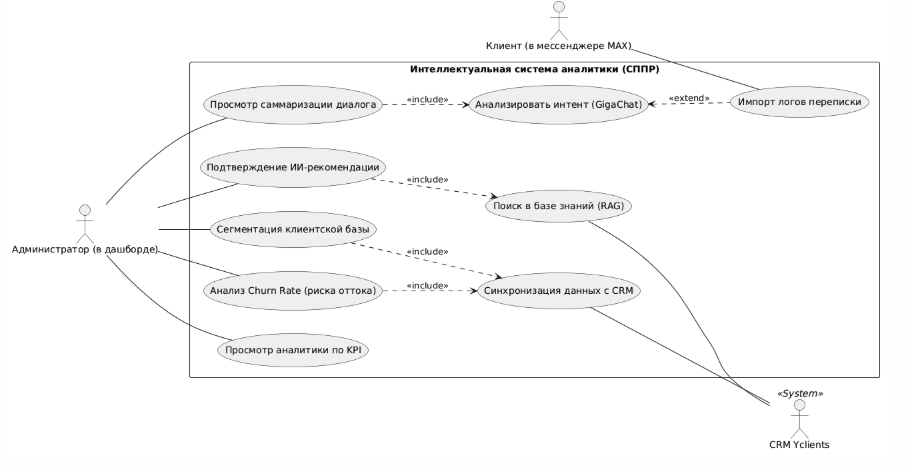 Клиент (в мессенджере MAX)
Интеллектуальная система аналитики (СППР)
Просмотр саммаризации диалога
«include»
Анализировать интент (GigaChat)
«extend»
Импорт логов переписки
Подтверждение ИИ-рекомендации
«include»
Поиск в базе знаний (RAG)
Сегментация клиентской базы
Администратор (в дашборде)
«include»
Анализ Churn Rate (риска оттока)
«include»
Синхронизация данных с CRM
Просмотр аналитики по KPI
«System»
CRM Yclients